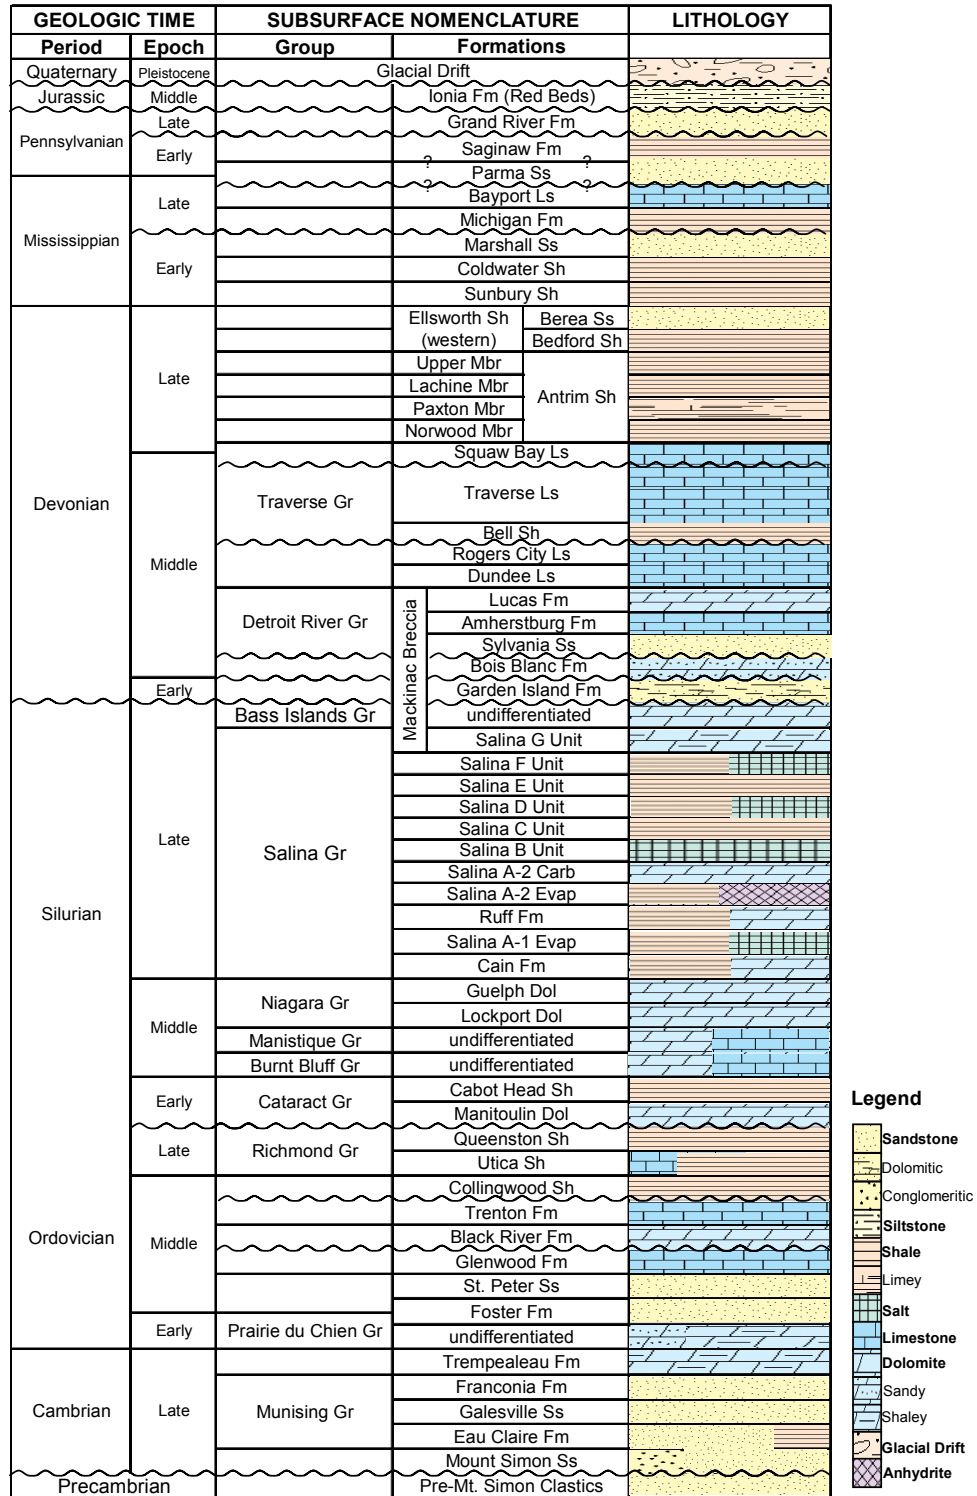 GEOLOGIC TIME SUBSURFACE NOMENCLATURE LITHOLOGY
Period Epoch Group Formations
Quaternary Pleistocene Glacial Drift
Jurassic Middle Ionia Fm (Red Beds)
Pennsylvanian Late Grand River Fm
Early Saginaw Fm
? ?
Parma Ss
? ?
Mississippian Late Bayport Ls
Michigan Fm
Early Marshall Ss
Coldwater Sh
Sunbury Sh
Devonian Late Ellsworth Sh Berea Ss
(western) Bedford Sh
Upper Mbr
Lachine Mbr
Antrim Sh
Paxton Mbr
Norwood Mbr
Middle Squaw Bay Ls
Traverse Gr Traverse Ls
Bell Sh
Rogers City Ls
Dundee Ls
Detroit River Gr Mackinac Breccia Lucas Fm
Amherstburg Fm
Sylvania Ss
Bois Blanc Fm
Early Garden Island Fm
Silurian Late Bass Islands Gr undifferentiated
Salina Gr Salina G Unit
Salina F Unit
Salina E Unit
Salina D Unit
Salina C Unit
Salina B Unit
Salina A-2 Carb
Salina A-2 Evap
Ruff Fm
Salina A-1 Evap
Cain Fm
Middle Niagara Gr Guelph Dol
Lockport Dol
Manistique Gr undifferentiated
Burnt Bluff Gr undifferentiated
Early Cataract Gr Cabot Head Sh
Manitoulin Dol
Ordovician Late Richmond Gr Queenston Sh
Utica Sh
Middle Collingwood Sh
Trenton Fm
Black River Fm
Glenwood Fm
St. Peter Ss
Early Prairie du Chien Gr Foster Fm
undifferentiated
Cambrian Late Trempealeau Fm
Munising Gr Franconia Fm
Galesville Ss
Eau Claire Fm
Mount Simon Ss
Precambrian Pre-Mt. Simon Clastics
Legend
Sandstone
Dolomitic
Conglomeritic
Siltstone
Shale
Limey
Salt
Limestone
Dolomite
Sandy
Shaley
Glacial Drift
Anhydrite